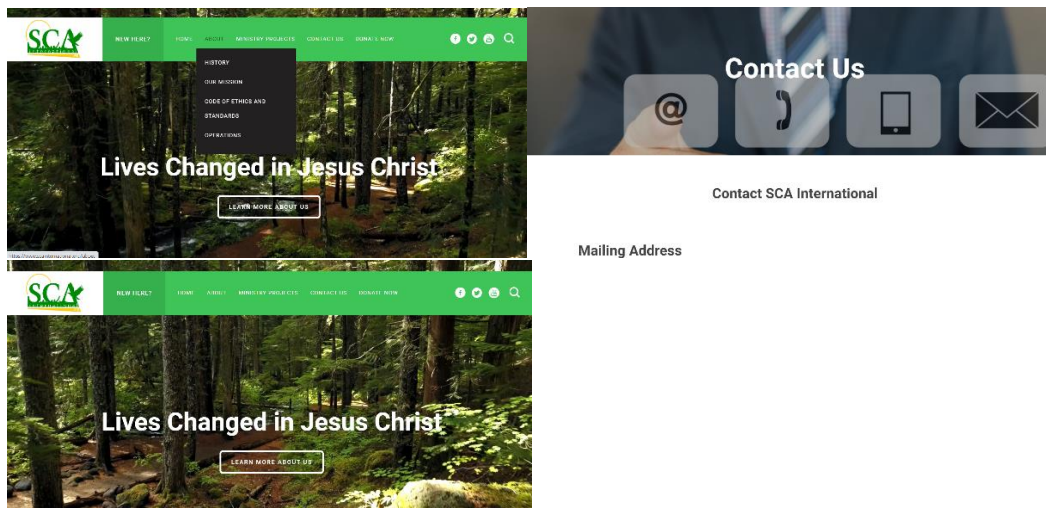 SCA
INTERNATIONAL
NEW HERE? HOME ABOUT MINISTRY PROJECTS CONTACT US DONATE NOW
HISTORY
OUR MISSION
CODE OF ETHICS AND
STANDARDS
OPERATIONS
Lives Changed in Jesus Christ
LEARN MORE ABOUT US
SCA
INTERNATIONAL
NEW HERE? HOME ABOUT MINISTRY PROJECTS CONTACT US DONATE NOW
Lives Changed in Jesus Christ
LEARN MORE ABOUT US
Contact Us
@
Contact SCA International
Mailing Address